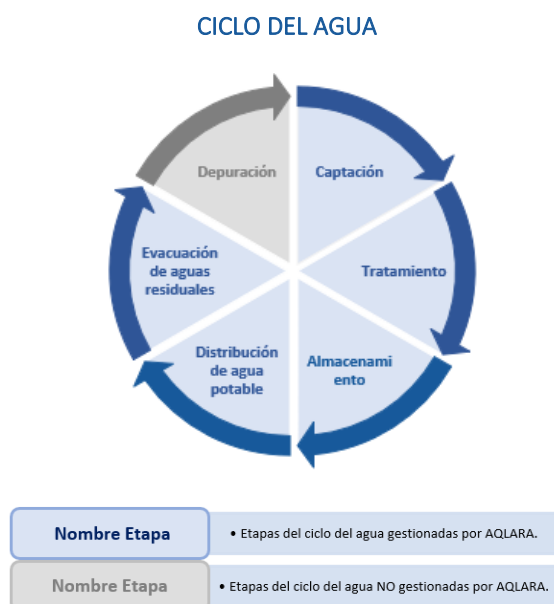 CICLO DEL AGUA
Depuración
Captación
Evacuación
de aguas
residuales
Tratamiento
Distribución
de agua
potable
Almacenami
ento
Nombre Etapa
• Etapas del ciclo del agua gestionadas por AQLARA.
Nombre Etapa
• Etapas del ciclo del agua NO gestionadas por AQLARA.